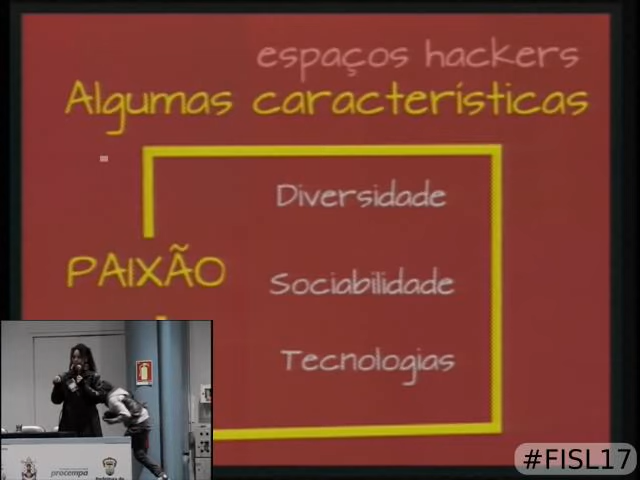 espaços hackers
Algumas características
Diversidade
PAIXÃO
Sociabilidade
Tecnologias
procempa
#FISL17